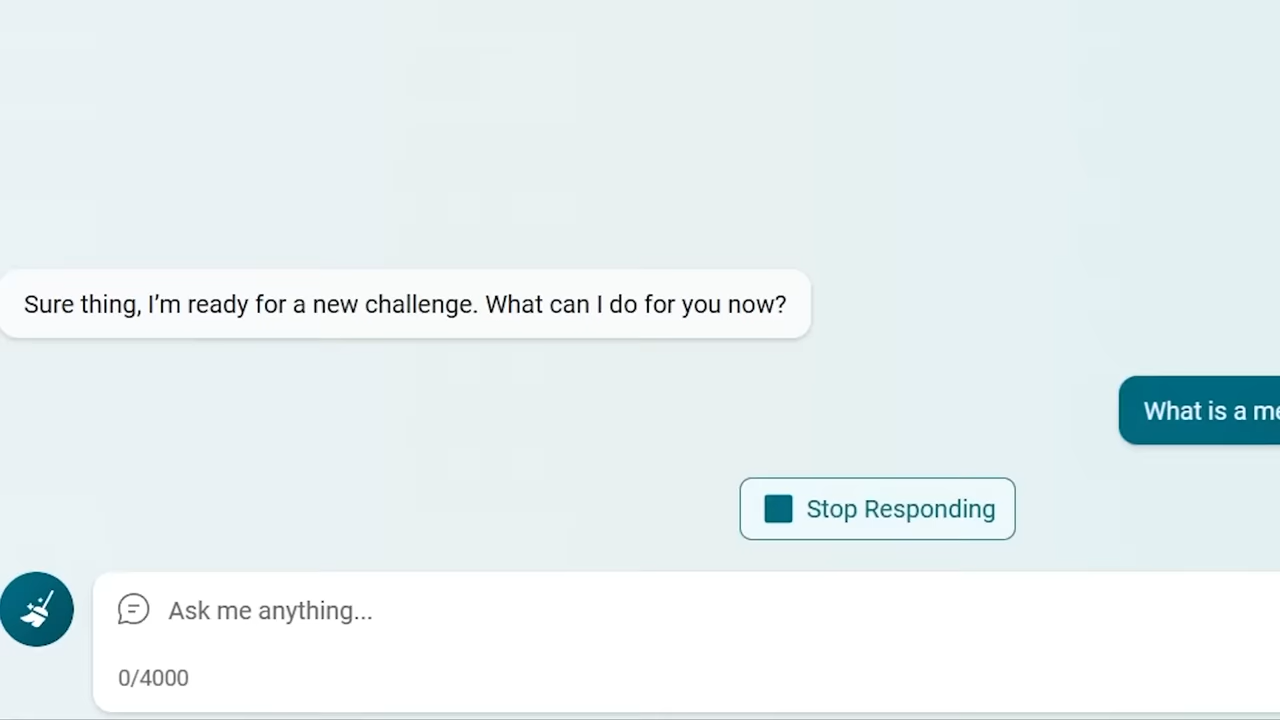 Sure thing, I’m ready for a new challenge. What can I do for you now?
What is a
Stop Responding
Ask me anything...
0/4000